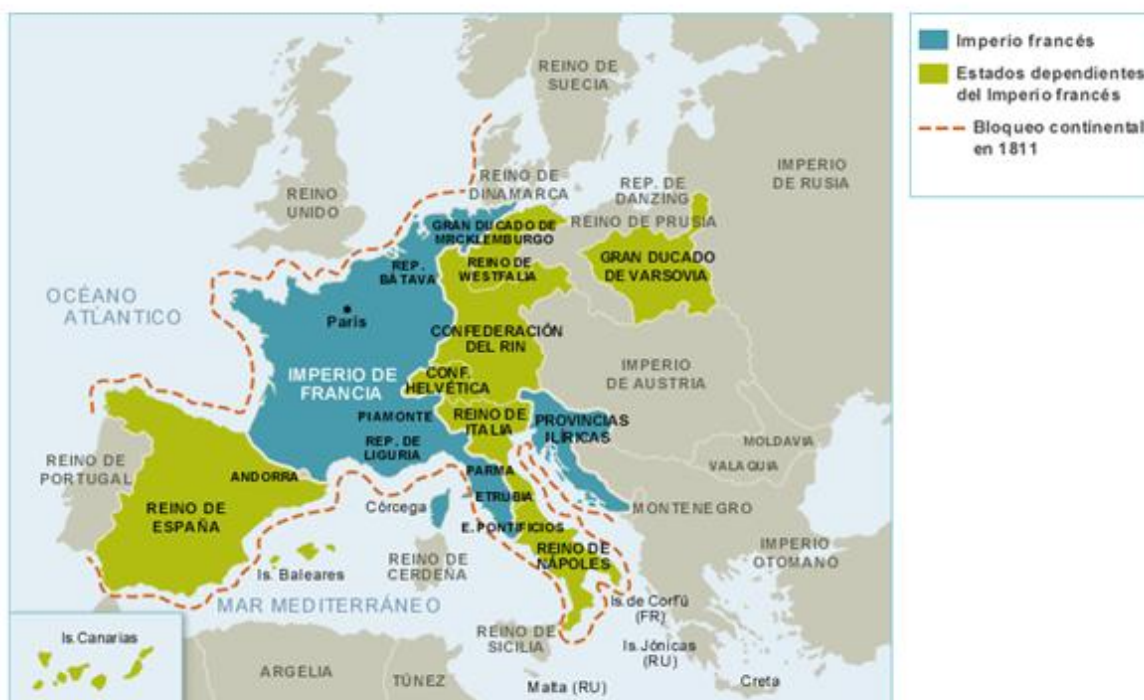 Imperio francés
Estados dependientes
del Imperio francés
Bloqueo continental
en 1811
REINO DE
SUECIA
IMPERIO
DE RUSIA
REINO
UNIDO
REINO DE
DINAMARCA
REP. DE
DANZING
REINO DE PRUSIA
GRAN DUCADO DE
MRCKLEMBURGO
GRAN DUCADO
DE VARSOVIA
REP.
BÁTAVA
REINO DE
WESTFALIA
OCÉANO
ATLANTICO
París
CONFEDERACIÓN
DEL RIN
IMPERIO DE
FRANCIA
CONF.
HELVÉTICA
IMPERIO
DE AUSTRIA
PIAMONTE
REINO DE
ITALIA
PROVINCIAS
ILÍRICAS
REP. DE
LIGURIA
MOLDAVIA
VALAQUIA
REINO DE
PORTUGAL
ANDORRA
PARMA
ETRUBIA
REINO DE
ESPAÑA
Córcega
E. PONTIFICIOS
MONTENEGRO
REINO DE
NÁPOLES
IMPERIO
OTOMANO
Is. Baleares
REINO DE
CERDEÑA
MAR MEDITERRÁNEO
Is. de Corfú
(FR)
Is. Canarias
REINO DE
SICILIA
Is. Jónicas
(RU)
ARGELIA
TÚNEZ
Malta (RU)
Creta